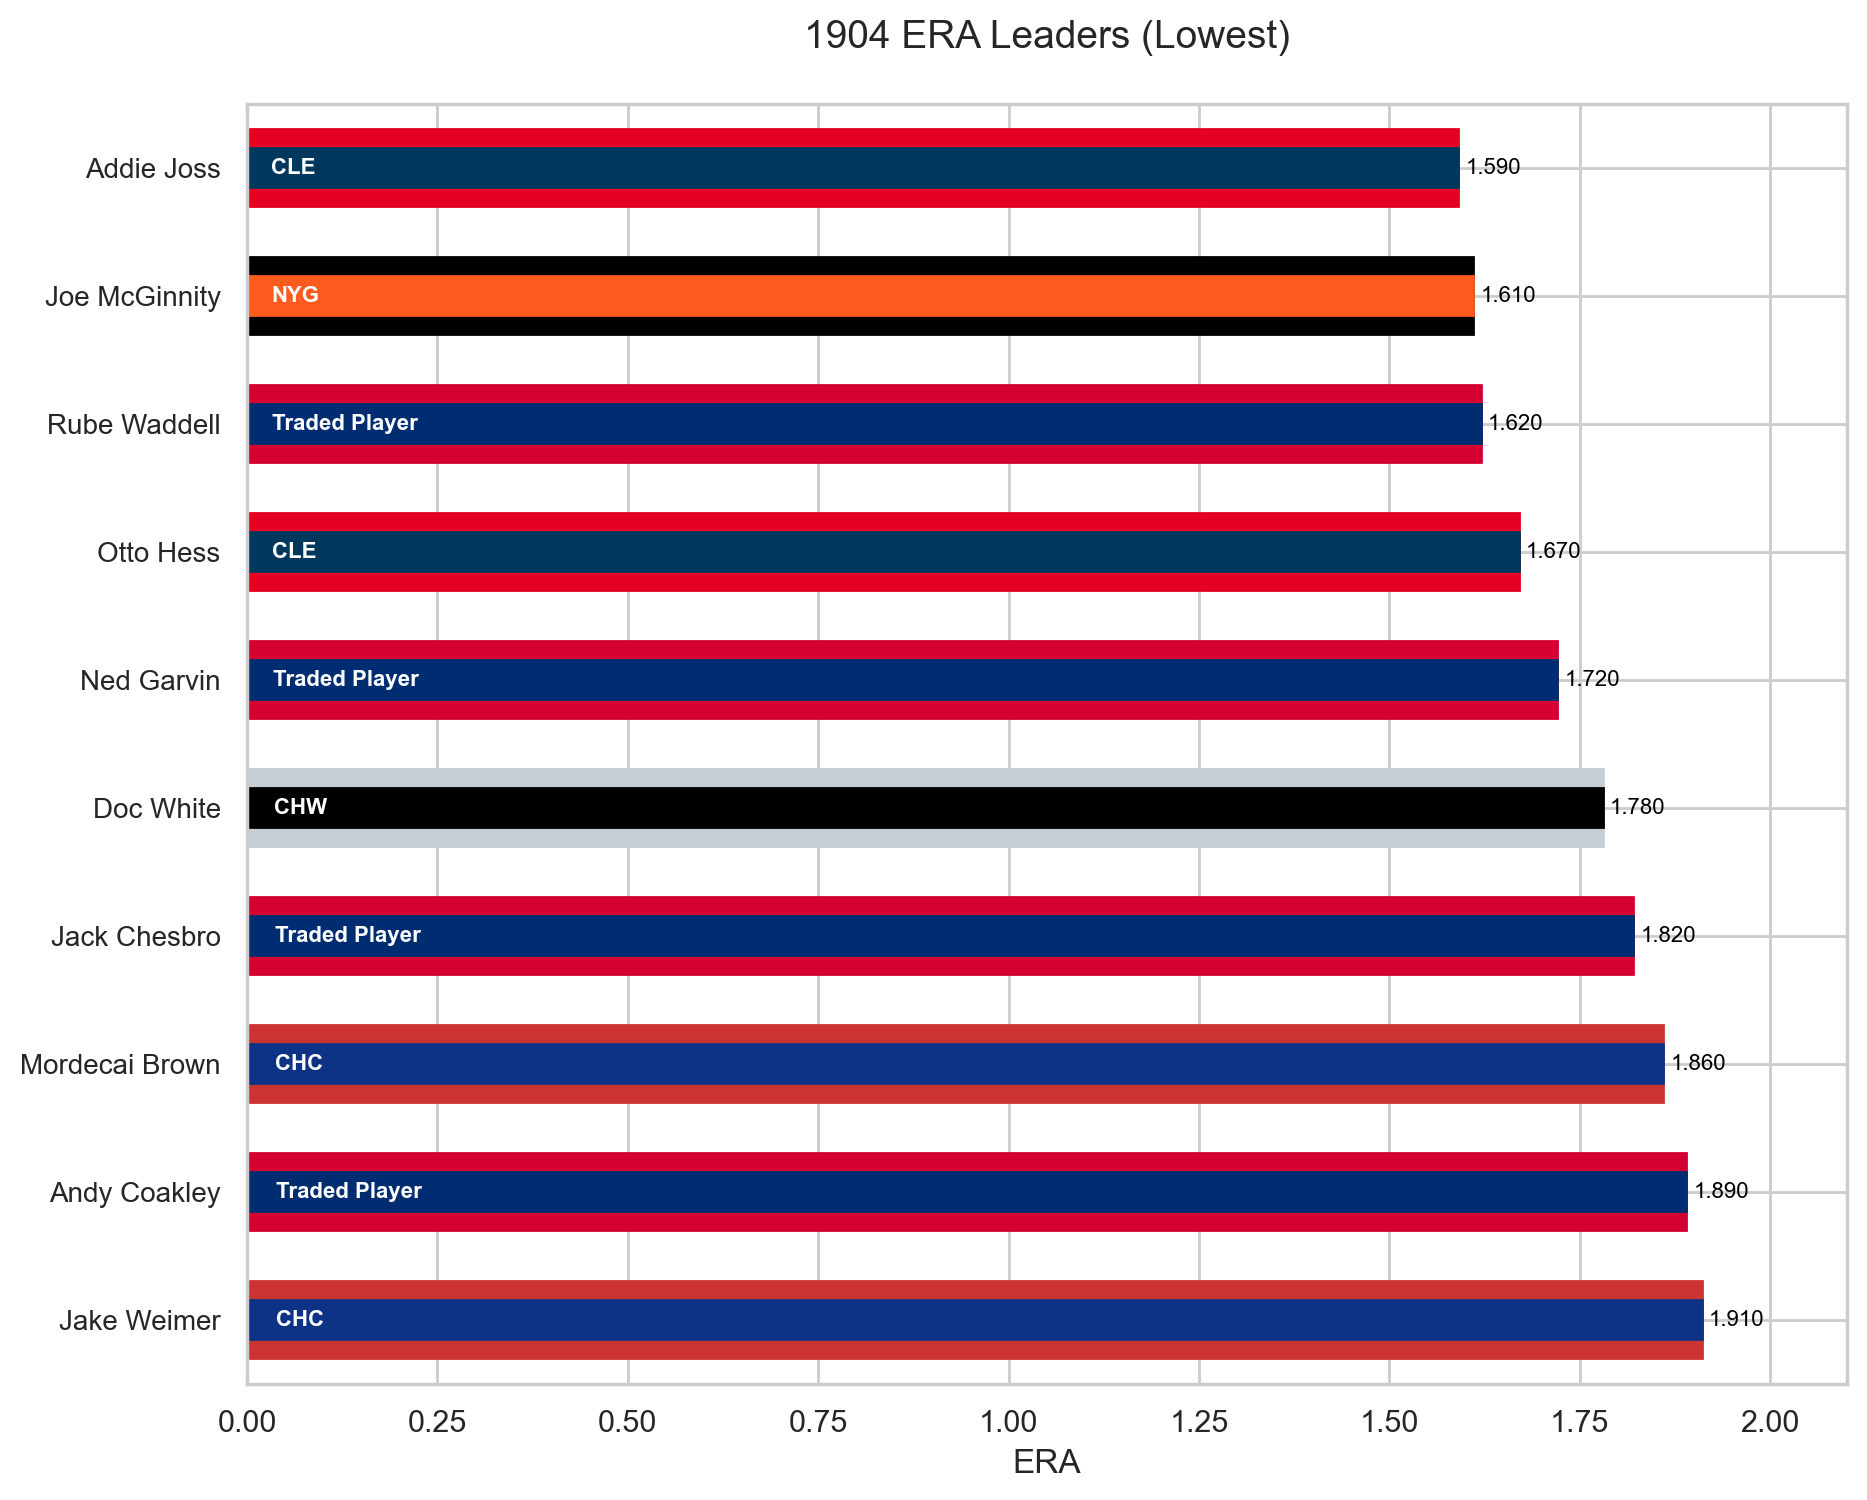 1904 ERA Leaders (Lowest)
Addie Joss CLE 1.590
Joe McGinnity NYG 1.610
Rube Waddell Traded Player 1.620
Otto Hess CLE 1.670
Ned Garvin Traded Player 1.720
Doc White CHW 1.780
Jack Chesbro Traded Player 1.820
Mordecai Brown CHC 1.860
Andy Coakley Traded Player 1.890
Jake Weimer CHC 1.910
0.00 0.25 0.50 0.75 1.00 1.25 1.50 1.75 2.00
ERA